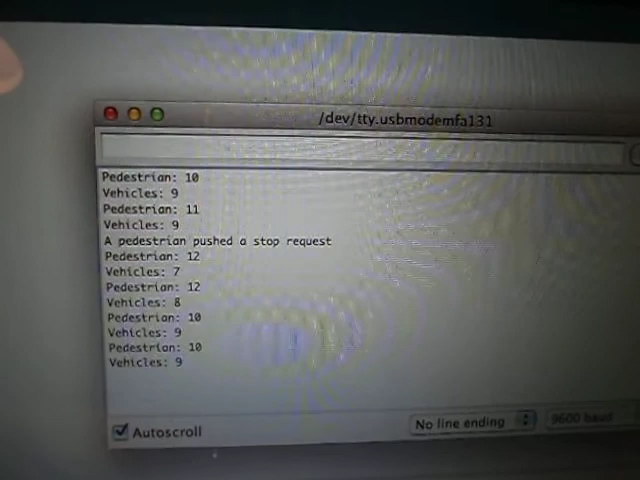 /dev/tty.usbmodemfa131
Pedestrian: 10
Vehicles: 9
Pedestrian: 11
Vehicles: 9
A pedestrian pushed a stop request
Pedestrian: 12
Vehicles: 7
Pedestrian: 12
Vehicles: 8
Pedestrian: 10
Vehicles: 9
Pedestrian: 10
Vehicles: 9
Autoscroll
No line ending
9600 baud